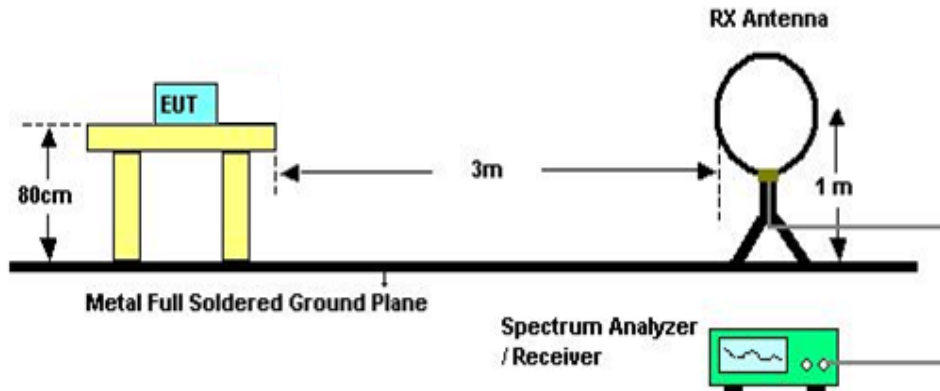 RX Antenna
EUT
3m
80cm
1 m
Metal Full Soldered Ground Plane
Spectrum Analyzer
/ Receiver